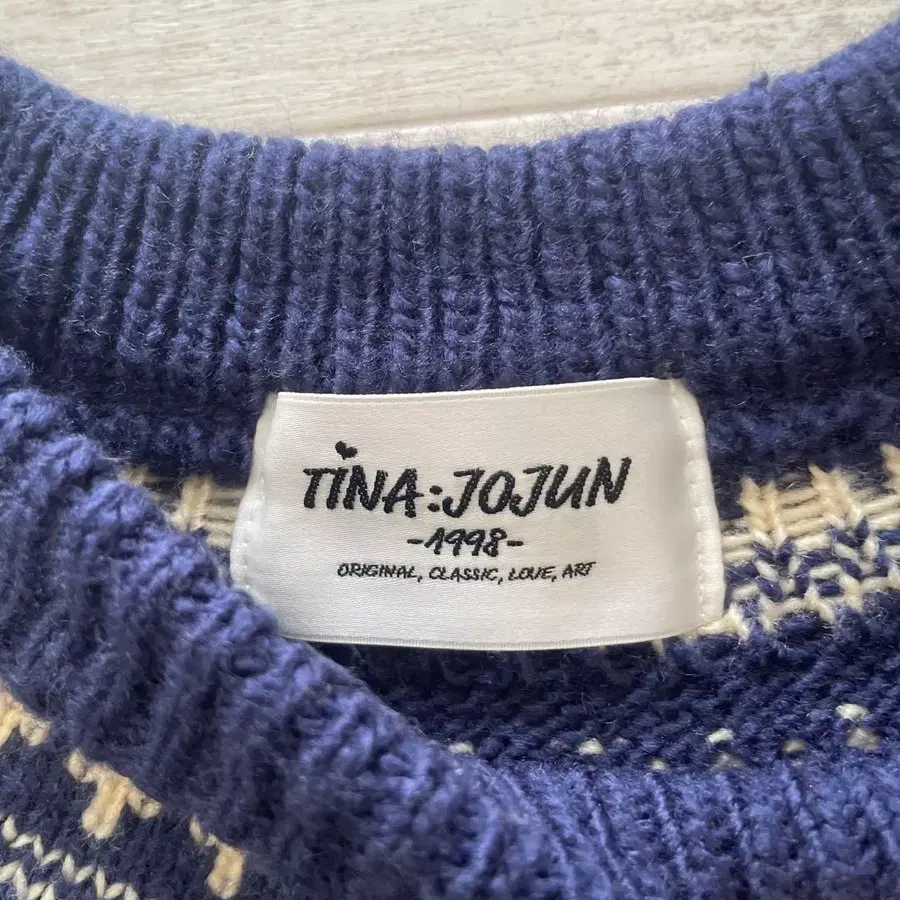 TINA:JOJUN
-1998-
ORIGINAL, CLASSIC, LOVE, ART